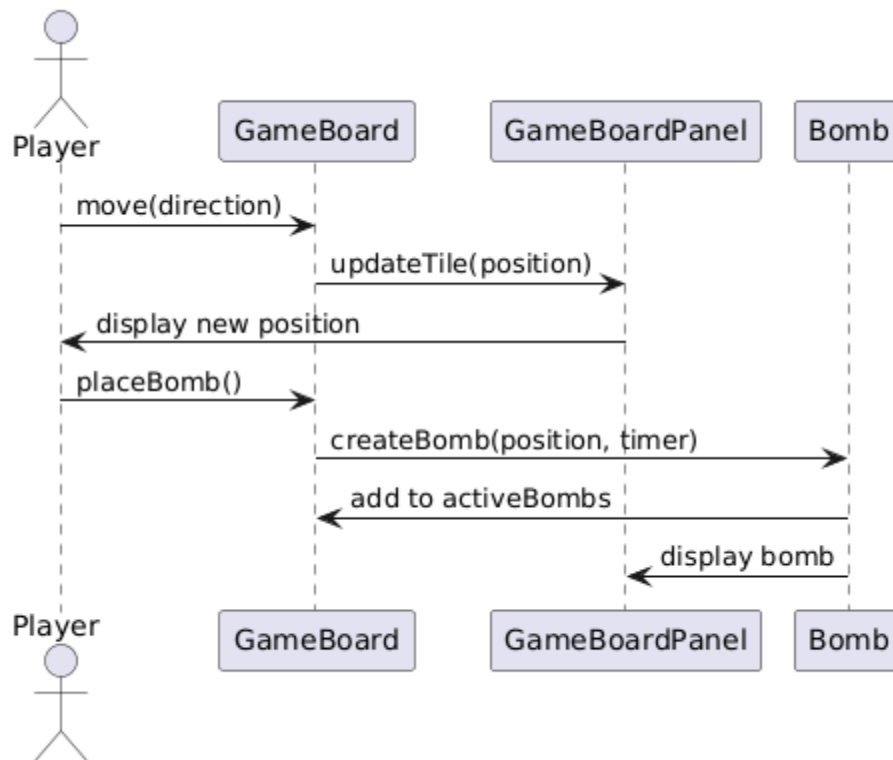 Player
GameBoard
GameBoardPanel
Bomb
move(direction)
updateTile(position)
display new position
placeBomb()
createBomb(position, timer)
add to activeBombs
display bomb
Player
GameBoard
GameBoardPanel
Bomb